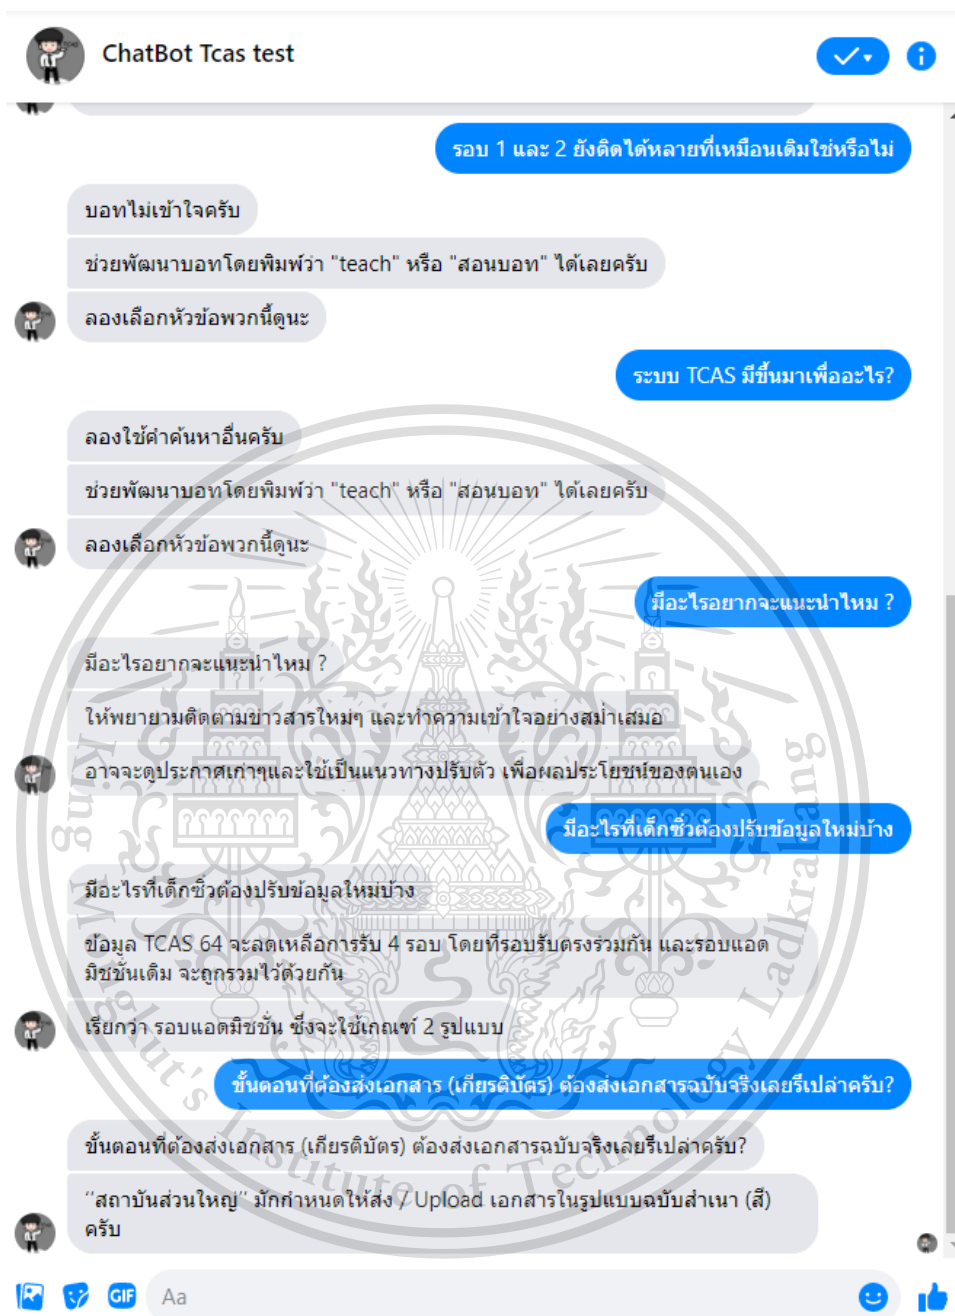 ChatBot Tcas test
รอบ 1 และ 2 ยังติดได้หลายที่เหมือนเดิมใช่หรือไม่
บอทไม่เข้าใจครับ
ช่วยพัฒนาบอทโดยพิมพ์ว่า "teach" หรือ "สอนบอท" ได้เลยครับ
ลองเลือกหัวข้อพวกนี้ดูนะ
ระบบ TCAS มีขึ้นมาเพื่ออะไร?
ลองใช้คำค้นหาอื่นครับ
ช่วยพัฒนาบอทโดยพิมพ์ว่า "teach" หรือ "สอนบอท" ได้เลยครับ
ลองเลือกหัวข้อพวกนี้ดูนะ
มีอะไรอยากจะแนะนำไหม ?
มีอะไรอยากจะแนะนำไหม ?
ให้พยายามติดตามข่าวสารใหม่ๆ และทำความเข้าใจอย่างสม่ำเสมอ
อาจจะดูประกาศเก่าๆและใช้เป็นแนวทางปรับตัว เพื่อผลประโยชน์ของตนเอง
มีอะไรที่เด็กซิ่วต้องปรับข้อมูลใหม่บ้าง
มีอะไรที่เด็กซิ่วต้องปรับข้อมูลใหม่บ้าง
ข้อมูล TCAS 64 จะลดเหลือการรับ 4 รอบ โดยที่รอบรับตรงร่วมกัน และรอบแอด
มิชชั่นเดิม จะถูกรวมไว้ด้วยกัน
เรียกว่า รอบแอดมิชชั่น ซึ่งจะใช้เกณฑ์ 2 รูปแบบ
ขั้นตอนที่ต้องส่งเอกสาร (เกียรติบัตร) ต้องส่งเอกสารฉบับจริงเลยรึเปล่าครับ?
ขั้นตอนที่ต้องส่งเอกสาร (เกียรติบัตร) ต้องส่งเอกสารฉบับจริงเลยรึเปล่าครับ?
‘‘สถาบันส่วนใหญ่’’ มักกำหนดให้ส่ง / Upload เอกสารในรูปแบบฉบับสำเนา (สี)
ครับ
GIF
Aa
King Mongkut's Institute of Technology Ladkrabang